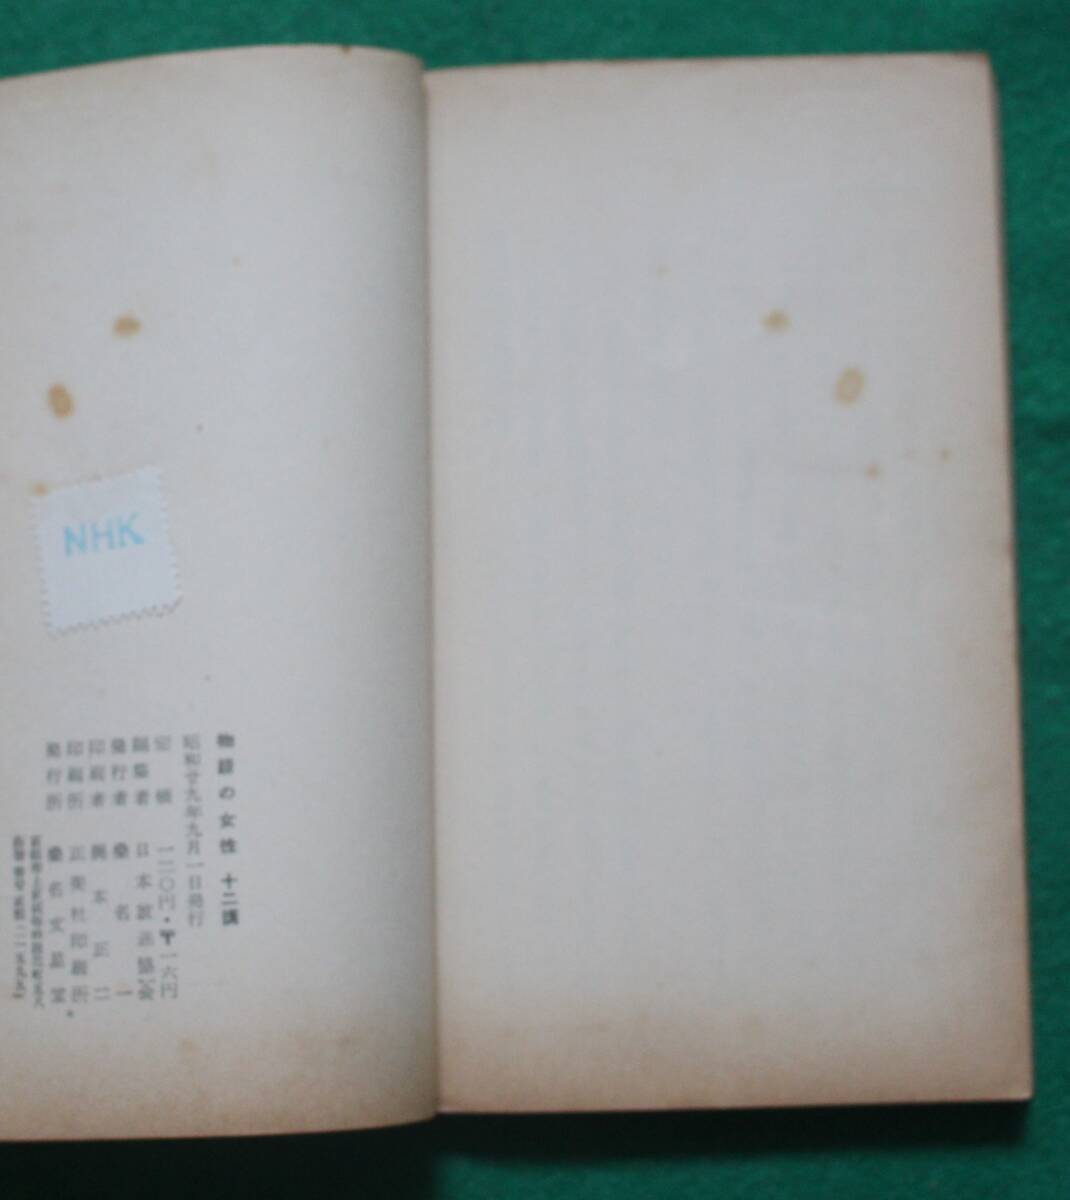 NHK
物語の女性 十二講
昭和廿九年九月一日発行
定價 一二〇円・〒一六円
編集者 日本放送協会
発行者 桑名一
印刷者 本正二
印刷所 正美社印刷所
発行所 桑名文星堂